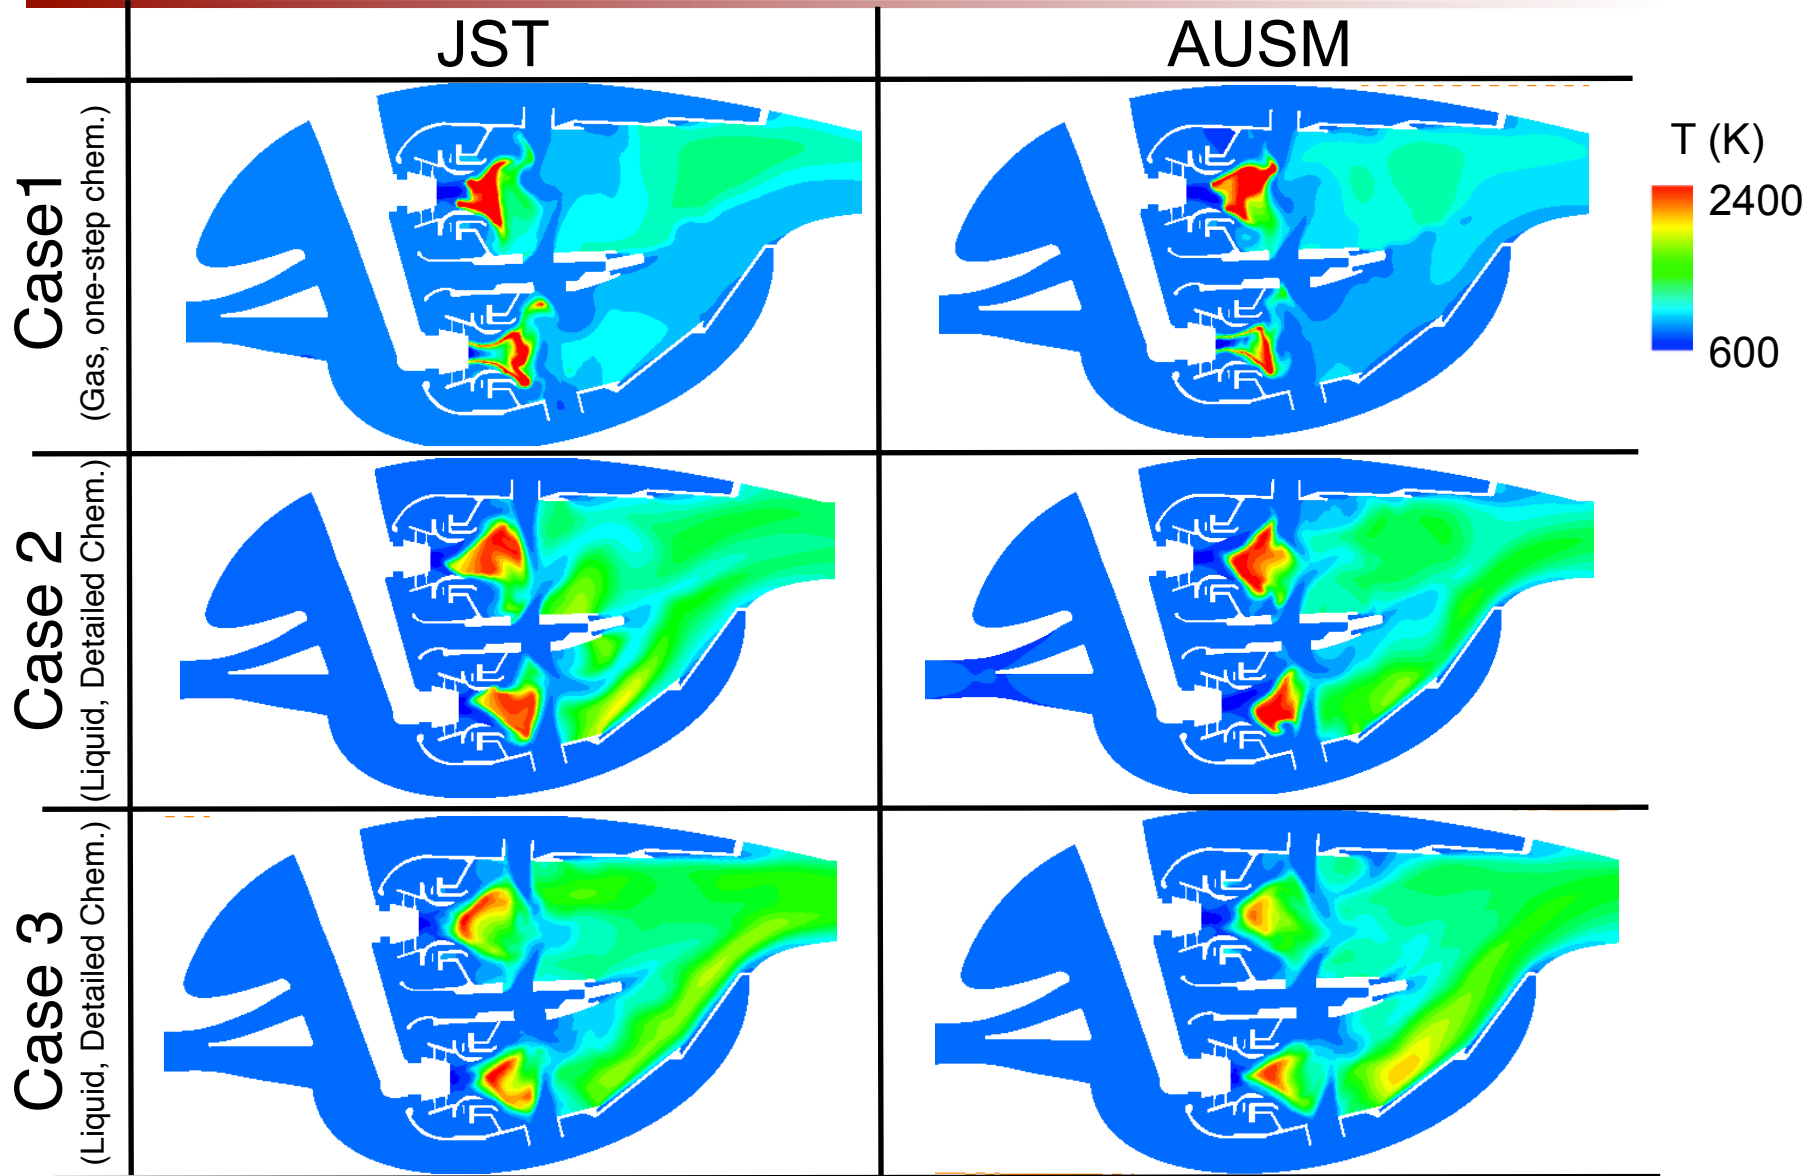 JST
AUSM
Case1
(Gas, one-step chem.)
T (K)
2400
600
Case 2
(Liquid, Detailed Chem.)
Case 3
(Liquid, Detailed Chem.)